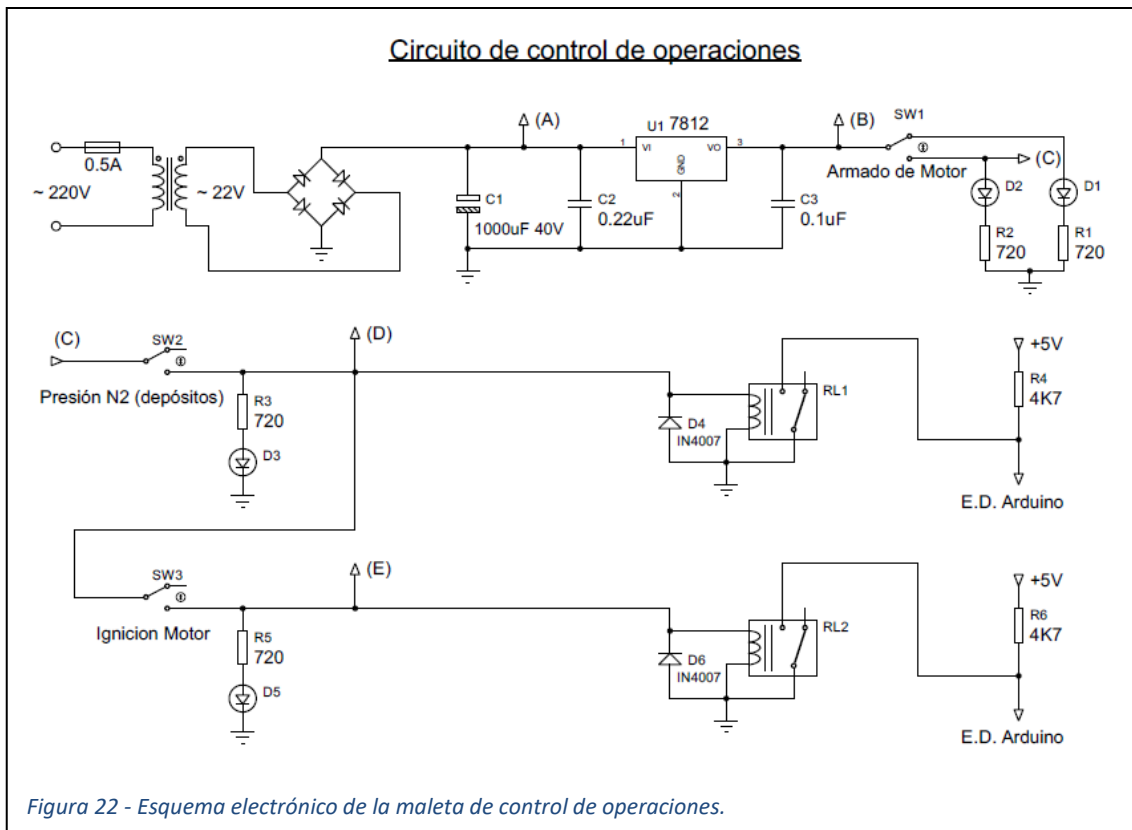 Circuito de control de operaciones
(A)
(B)
SW1
U1 7812
0.5A
1
VI
VO
3
GND
2
Armado de Motor
(C)
~ 220V
~ 22V
C1
1000uF 40V
C2
0.22uF
C3
0.1uF
D2
D1
R2
720
R1
720
(C)
SW2
(D)
+5V
Presión N2 (depósitos)
R3
720
D3
D4
IN4007
RL1
R4
4K7
E.D. Arduino
SW3
(E)
+5V
Ignicion Motor
R5
720
D5
D6
IN4007
RL2
R6
4K7
E.D. Arduino
Figura 22 - Esquema electrónico de la maleta de control de operaciones.